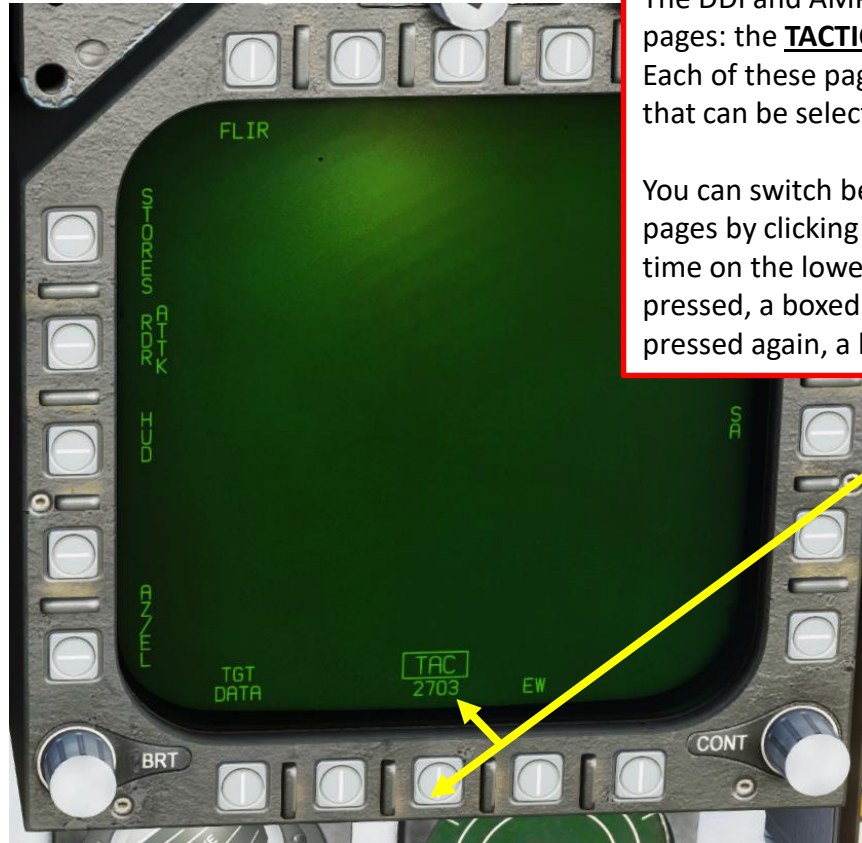 The DDI and AMP
pages: the TACTIC
Each of these pag
that can be select
You can switch be
pages by clicking
time on the lowe
pressed, a boxed
pressed again, a
FLIR
STORES
RDR ATTK
HUD
AZ/EL
SA
TGT
DATA
TAC
2703
EW
BRT
CONT